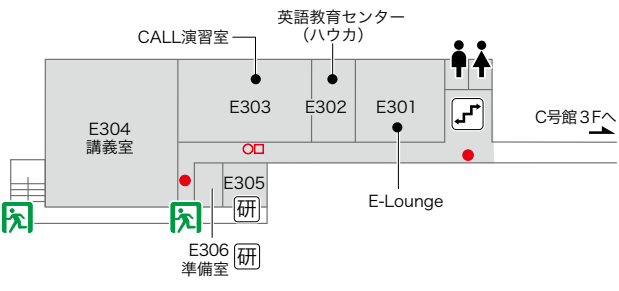 英語教育センター
（ハウカ）
CALL演習室
C号館３Fへ
E303
E302
E301
E304
講義室
E305
研
E-Lounge
E306
準備室
研